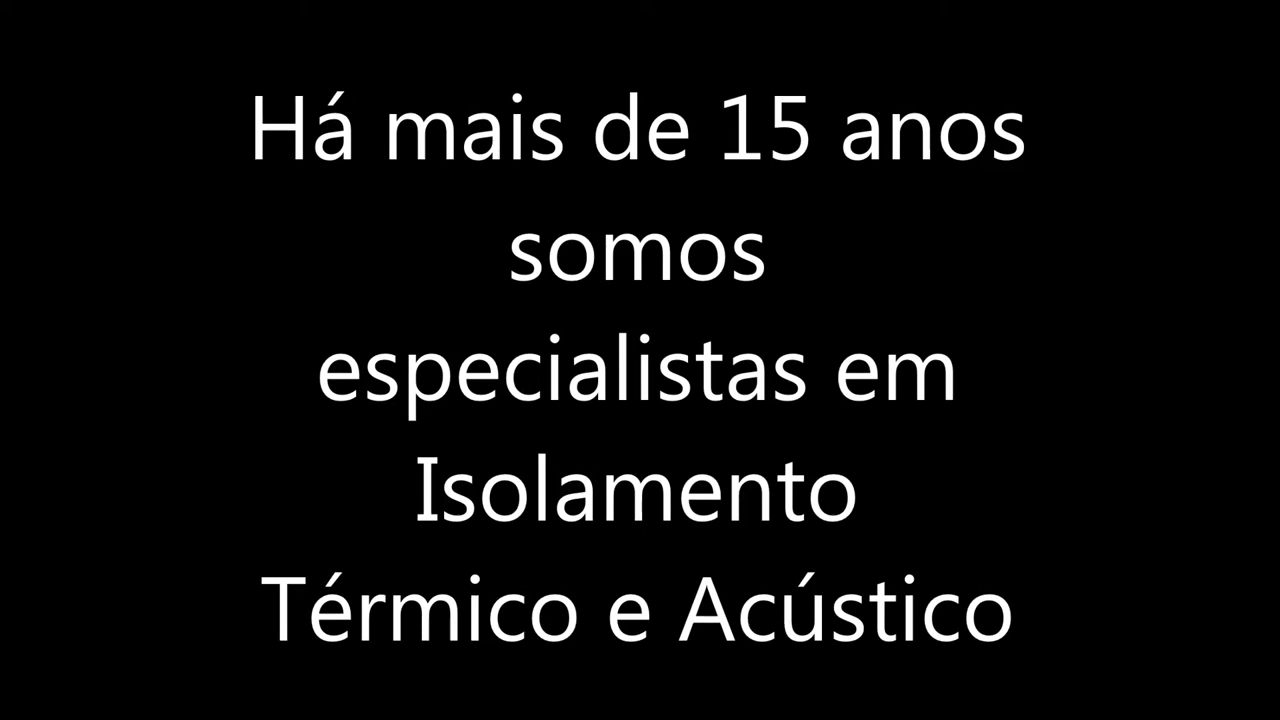 Há mais de 15 anos
somos
especialistas em
Isolamento
Térmico e Acústico